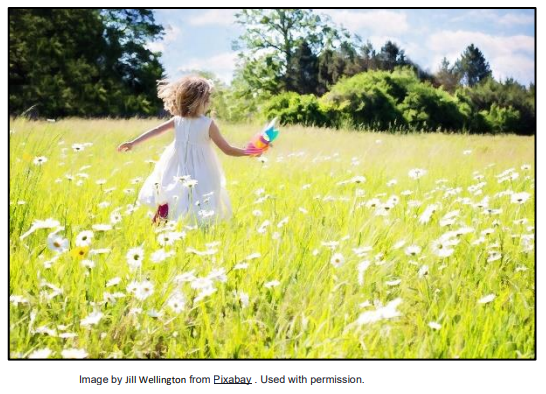 Image by Jill Wellington from Pixabay . Used with permission.